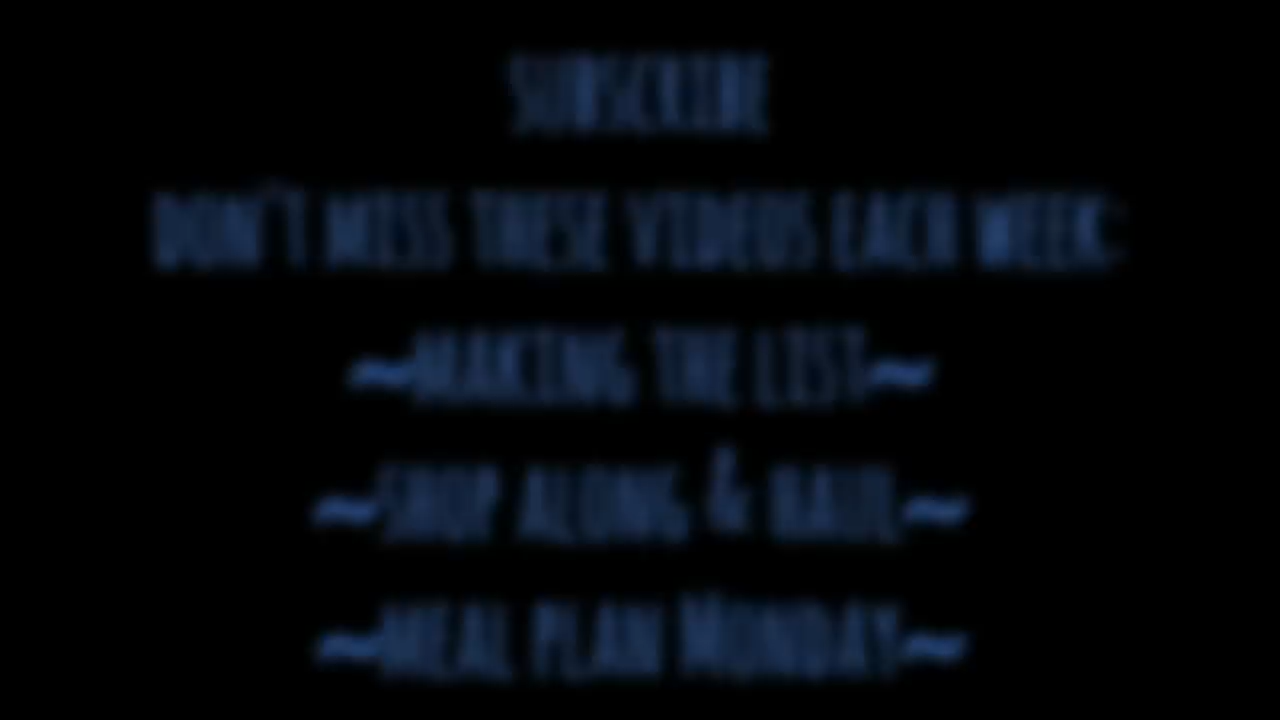 SUBSCRIBE
DON'T MISS THESE VIDEOS EACH WEEK:
~MAKING THE LIST~
~SHOP ALONG & HAUL~
~MEAL PLAN MONDAY~